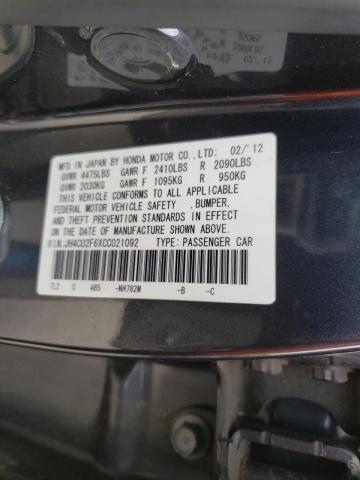 MFD. IN JAPAN BY HONDA MOTOR CO., LTD: 02/'12
GVWR 4475LBS GAWR F 2410LBS R 2090LBS
GVWR 2030KG GAWR F 1095KG R 950KG
THIS VEHICLE CONFORMS TO ALL APPLICABLE
FEDERAL MOTOR VEHICLE SAFETY ,BUMPER,
AND THEFT PREVENTION STANDARDS IN EFFECT
ON THE DATE OF MANUFACTURE SHOWN ABOVE.
V.I.N.:JH4CU2F6XCC021092 TYPE: PASSENGER CAR
TL2 C AB5 -NH782M -B -C